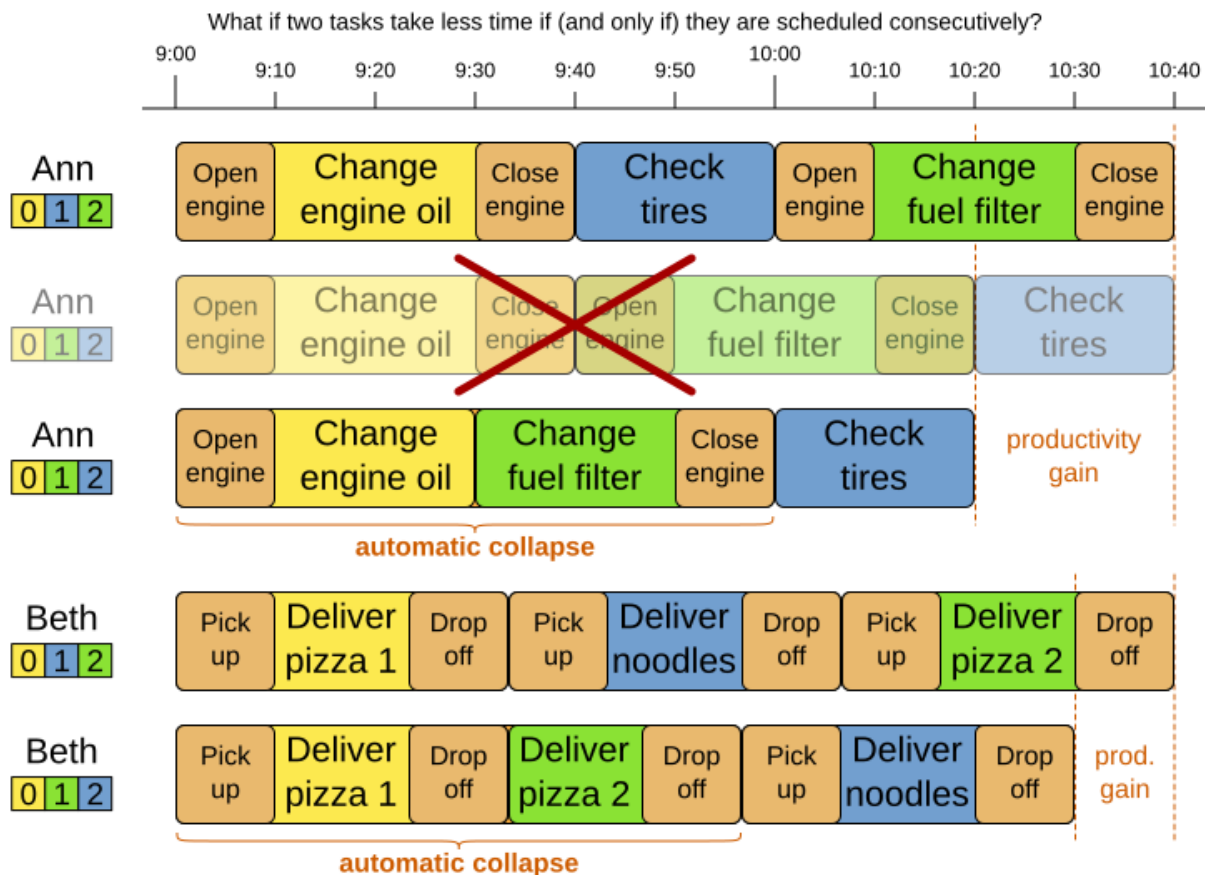 What if two tasks take less time if (and only if) they are scheduled consecutively?
9:00 9:10 9:20 9:30 9:40 9:50 10:00 10:10 10:20 10:30 10:40
Ann
0 1 2
Open engine
Change engine oil
Close engine
Check tires
Open engine
Change fuel filter
Close engine
Ann
0 1 2
Open engine
Change engine oil
Close engine
Open engine
Change fuel filter
Close engine
Check tires
Ann
0 1 2
Open engine
Change engine oil
Change fuel filter
Close engine
Check tires
productivity gain
automatic collapse
Beth
0 1 2
Pick up
Deliver pizza 1
Drop off
Pick up
Deliver noodles
Drop off
Pick up
Deliver pizza 2
Drop off
Beth
0 1 2
Pick up
Deliver pizza 1
Drop off
Deliver pizza 2
Drop off
Pick up
Deliver noodles
Drop off
prod. gain
automatic collapse